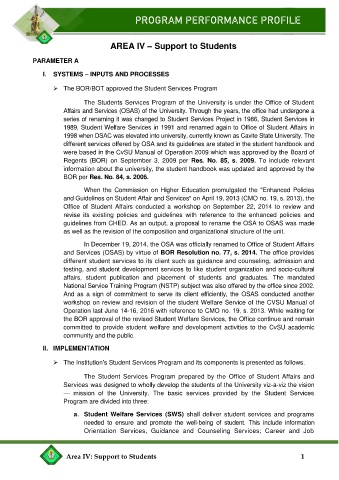 PROGRAM PERFORMANCE PROFILE
AREA IV – Support to Students
PARAMETER A
I. SYSTEMS – INPUTS AND PROCESSES
➢ The BOR/BOT approved the Student Services Program
The Students Services Program of the University is under the Office of Student
Affairs and Services (OSAS) of the University. Through the years, the office had undergone a
series of renaming it was changed to Student Services Project in 1986, Student Services in
1989, Student Welfare Services in 1991 and renamed again to Office of Student Affairs in
1998 when DSAC was elevated into university, currently known as Cavite State University. The
different services offered by OSA and its guidelines are stated in the student handbook and
were based in the CvSU Manual of Operation 2009 which was approved by the Board of
Regents (BOR) on September 3, 2009 per Res. No. 85, s. 2009. To include relevant
information about the university, the student handbook was updated and approved by the
BOR per Res. No. 64, s. 2006.
When the Commission on Higher Education promulgated the "Enhanced Policies
and Guidelines on Student Affair and Services" on April 19, 2013 (CMO no. 19, s. 2013), the
Office of Student Affairs conducted a workshop on September 22, 2014 to review and
revise its existing policies and guidelines with reference to the enhanced policies and
guidelines from CHED. As an output, a proposal to rename the OSA to OSAS was made
as well as the revision of the composition and organizational structure of the unit.
In December 19, 2014, the OSA was officially renamed to Office of Student Affairs
and Services (OSAS) by virtue of BOR Resolution no. 77, s. 2014. The office provides
different student services to its client such as guidance and counseling, admission and
testing, and student development services to like student organization and socio-cultural
affairs, student publication and placement of students and graduates. The mandated
National Service Training Program (NSTP) subject was also offered by the office since 2002.
And as a sign of commitment to serve its client efficiently, the OSAS conducted another
workshop on review and revision of the student Welfare Service of the CVSU Manual of
Operation last June 14-16, 2016 with reference to CMO no. 19, s. 2013. While waiting for
the BOR approval of the revised Student Welfare Services, the Office continue and remain
committed to provide student welfare and development activities to the CvSU academic
community and the public.
II. IMPLEMENTATION
➢ The Institution's Student Services Program and its components is presented as follows.
The Student Services Program prepared by the Office of Student Affairs and
Services was designed to wholly develop the students of the University viz-a-viz the vision
— mission of the University. The basic services provided by the Student Services
Program are divided into three:
a. Student Welfare Services (SWS) shall deliver student services and programs
needed to ensure and promote the well-being of student. This include Information
Orientation Services, Guidance and Counseling Services; Career and Job
Area IV: Support to Students 1